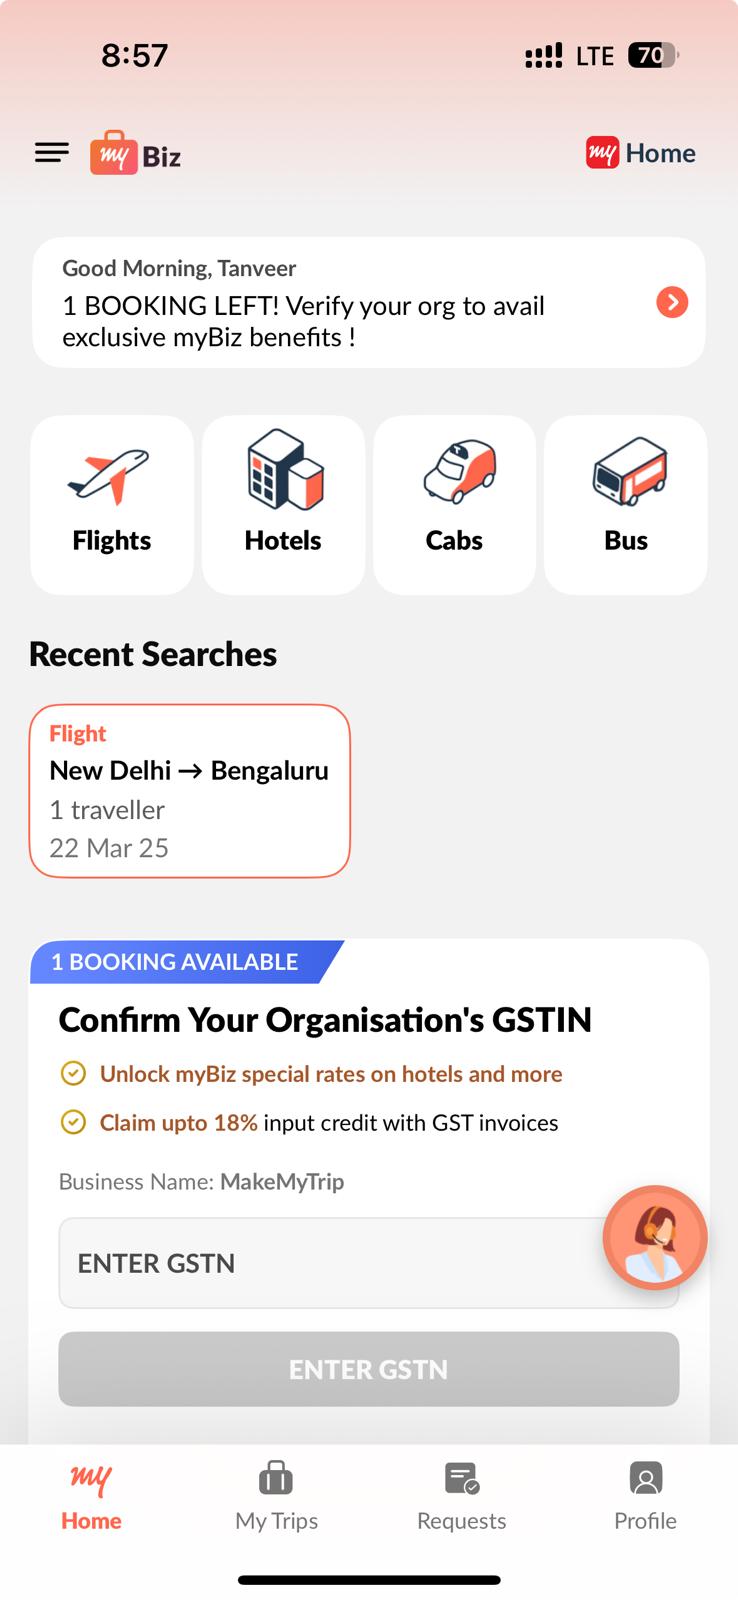 8:57
LTE 70
my Biz
my Home
Good Morning, Tanveer
1 BOOKING LEFT! Verify your org to avail
exclusive myBiz benefits !
Flights
Hotels
Cabs
Bus
Recent Searches
Flight
New Delhi → Bengaluru
1 traveller
22 Mar 25
1 BOOKING AVAILABLE
Confirm Your Organisation's GSTIN
Unlock myBiz special rates on hotels and more
Claim upto 18% input credit with GST invoices
Business Name: MakeMyTrip
ENTER GSTN
ENTER GSTN
my
Home
My Trips
Requests
Profile